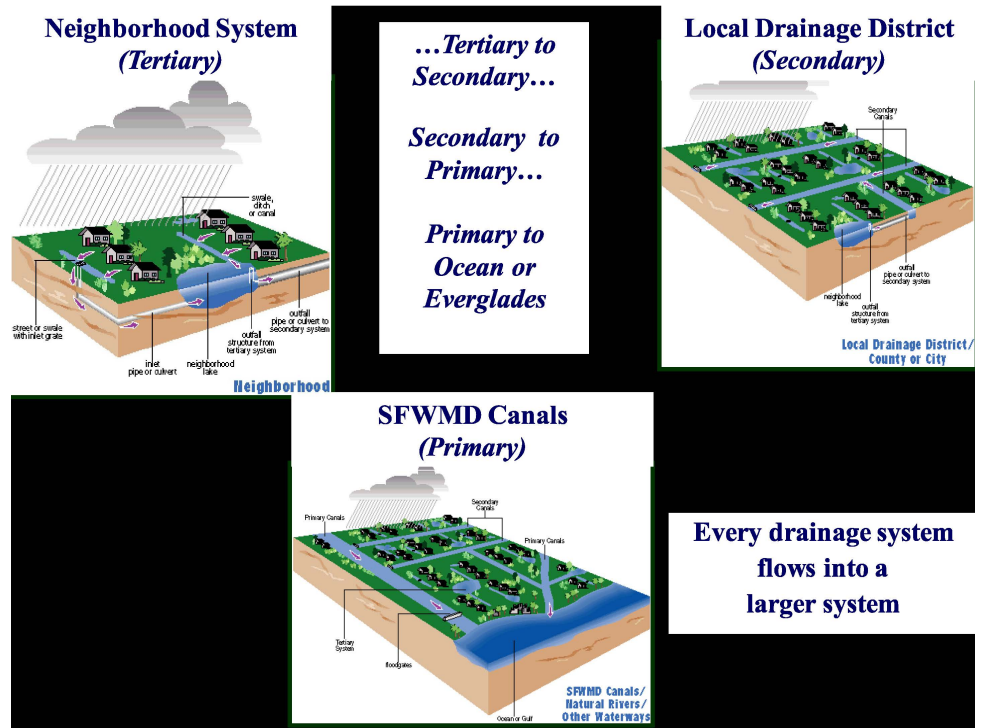 Neighborhood System
(Tertiary)
swale,
ditch
or canal
street or swale
with inlet grate
inlet
pipe or culvert
neighborhood
lake
outfall
structure from
tertiary system
outfall
pipe or culvert to
secondary system
Neighborhood
…Tertiary to
Secondary…
Secondary to
Primary…
Primary to
Ocean or
Everglades
Local Drainage District
(Secondary)
Secondary
Canals
neighborhood
lake
outfall
structure from
tertiary system
outfall
pipe or culvert to
secondary system
Local Drainage District/
County or City
SFWMD Canals
(Primary)
Primary Canals
Secondary
Canals
Primary Canals
Tertiary
System
floodgates
Ocean or Gulf
SFWMD Canals/
Natural Rivers/
Other Waterways
Every drainage system
flows into a
larger system